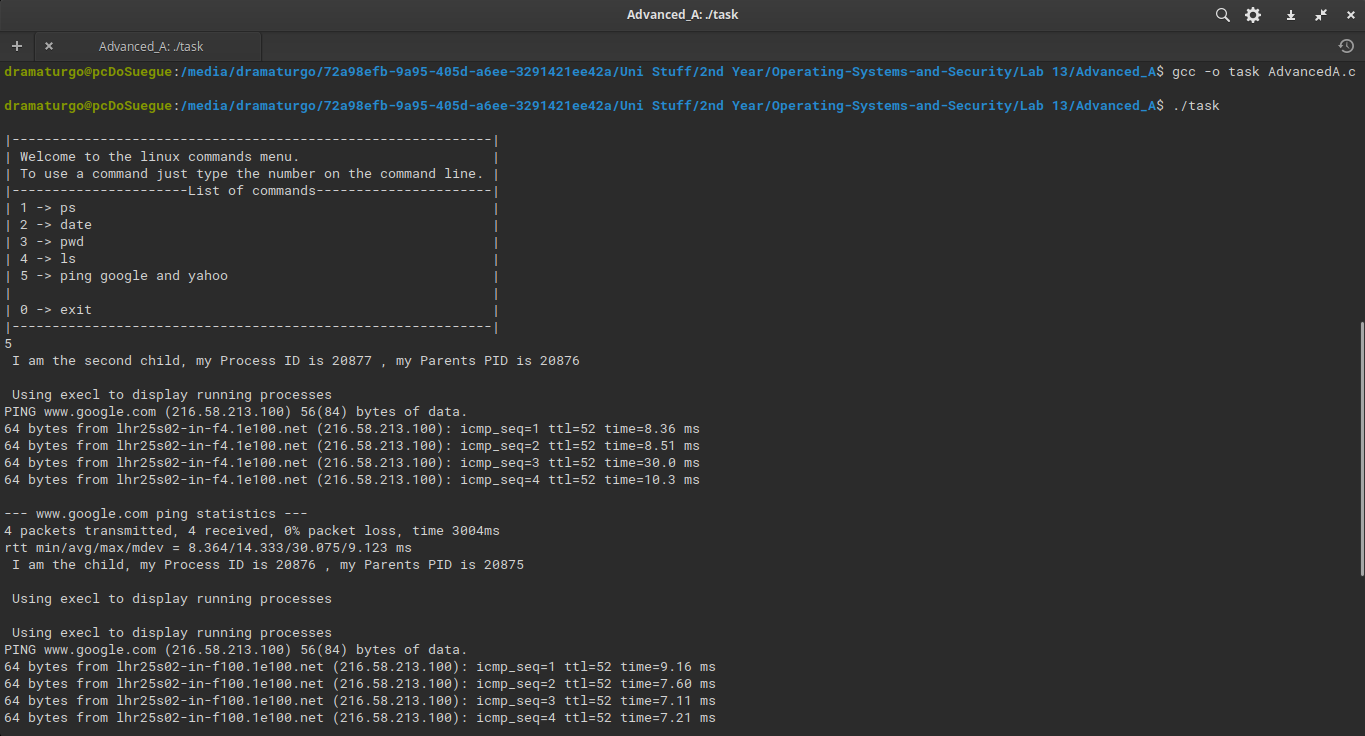 Advanced_A: ./task
Advanced_A: ./task
dramaturgo@pcDoSuegue:/media/dramaturgo/72a98efb-9a95-405d-a6ee-3291421ee42a/Uni Stuff/2nd Year/Operating-Systems-and-Security/Lab 13/Advanced_A$ gcc -o task AdvancedA.c
dramaturgo@pcDoSuegue:/media/dramaturgo/72a98efb-9a95-405d-a6ee-3291421ee42a/Uni Stuff/2nd Year/Operating-Systems-and-Security/Lab 13/Advanced_A$ ./task
|------------------------------------------------------------|
| Welcome to the linux commands menu. |
| To use a command just type the number on the command line. |
|----------------------List of commands----------------------|
| 1 -> ps |
| 2 -> date |
| 3 -> pwd |
| 4 -> ls |
| 5 -> ping google and yahoo |
| |
| 0 -> exit |
|------------------------------------------------------------|
5
I am the second child, my Process ID is 20877 , my Parents PID is 20876
Using execl to display running processes
PING www.google.com (216.58.213.100) 56(84) bytes of data.
64 bytes from lhr25s02-in-f4.1e100.net (216.58.213.100): icmp_seq=1 ttl=52 time=8.36 ms
64 bytes from lhr25s02-in-f4.1e100.net (216.58.213.100): icmp_seq=2 ttl=52 time=8.51 ms
64 bytes from lhr25s02-in-f4.1e100.net (216.58.213.100): icmp_seq=3 ttl=52 time=30.0 ms
64 bytes from lhr25s02-in-f4.1e100.net (216.58.213.100): icmp_seq=4 ttl=52 time=10.3 ms
--- www.google.com ping statistics ---
4 packets transmitted, 4 received, 0% packet loss, time 3004ms
rtt min/avg/max/mdev = 8.364/14.333/30.075/9.123 ms
I am the child, my Process ID is 20876 , my Parents PID is 20875
Using execl to display running processes
Using execl to display running processes
PING www.google.com (216.58.213.100) 56(84) bytes of data.
64 bytes from lhr25s02-in-f100.1e100.net (216.58.213.100): icmp_seq=1 ttl=52 time=9.16 ms
64 bytes from lhr25s02-in-f100.1e100.net (216.58.213.100): icmp_seq=2 ttl=52 time=7.60 ms
64 bytes from lhr25s02-in-f100.1e100.net (216.58.213.100): icmp_seq=3 ttl=52 time=7.11 ms
64 bytes from lhr25s02-in-f100.1e100.net (216.58.213.100): icmp_seq=4 ttl=52 time=7.21 ms